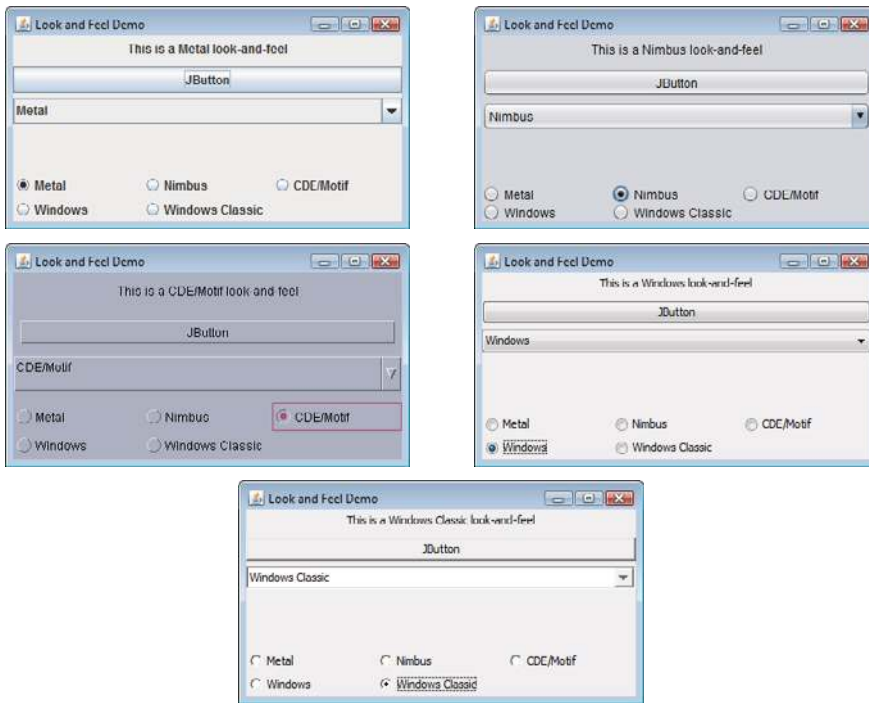 Look and Feel Demo
This is a Metal look-and-feel
JButton
Metal
Metal Nimbus CDE/Motif
Windows Windows Classic
Look and Feel Demo
This is a Nimbus look-and-feel
JButton
Nimbus
Metal Nimbus CDE/Motif
Windows Windows Classic
Look and Feel Demo
This is a CDE/Motif look-and-feel
JButton
CDE/Motif
Metal Nimbus CDE/Motif
Windows Windows Classic
Look and Feel Demo
This is a Windows look-and-feel
JButton
Windows
Metal Nimbus CDE/Motif
Windows Windows Classic
Look and Feel Demo
This is a Windows Classic look-and-feel
JButton
Windows Classic
Metal Nimbus CDE/Motif
Windows Windows Classic